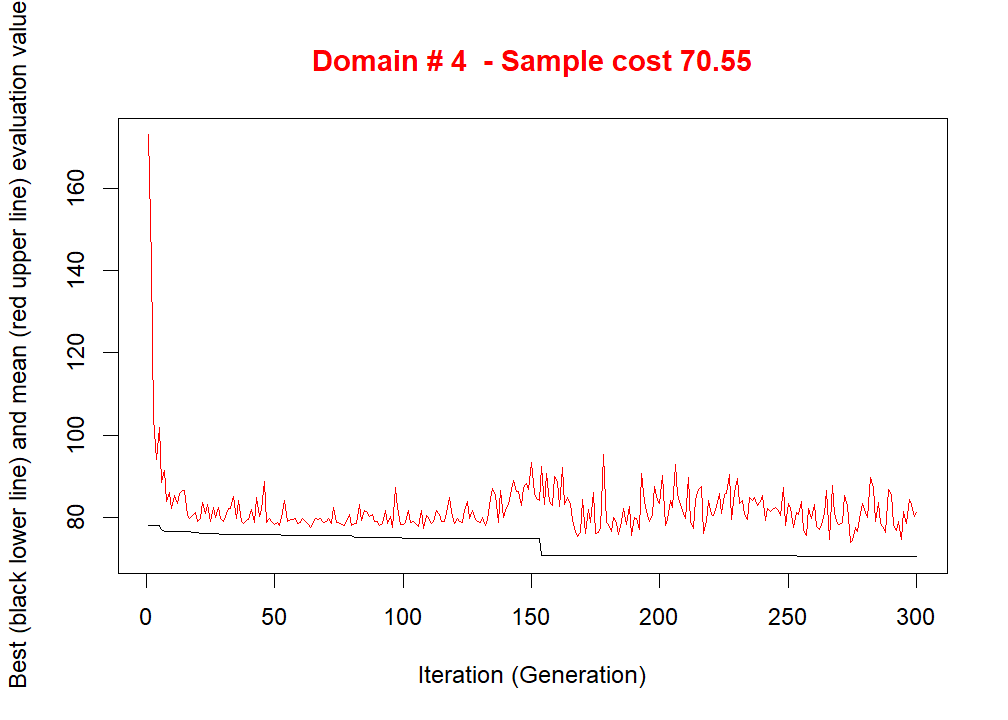 Domain # 4  - Sample cost 70.55
Best (black lower line) and mean (red upper line) evaluation value
160
140
120
100
80
0 50 100 150 200 250 300
Iteration (Generation)